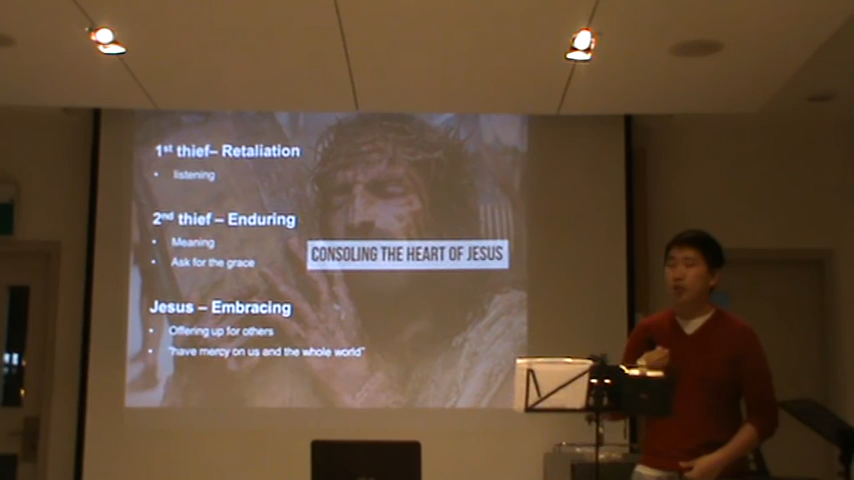 1st thief– Retaliation
• listening
2nd thief – Enduring
• Meaning
• Ask for the grace
CONSOLING THE HEART OF JESUS
Jesus – Embracing
• Offering up for others
• “have mercy on us and the whole world”